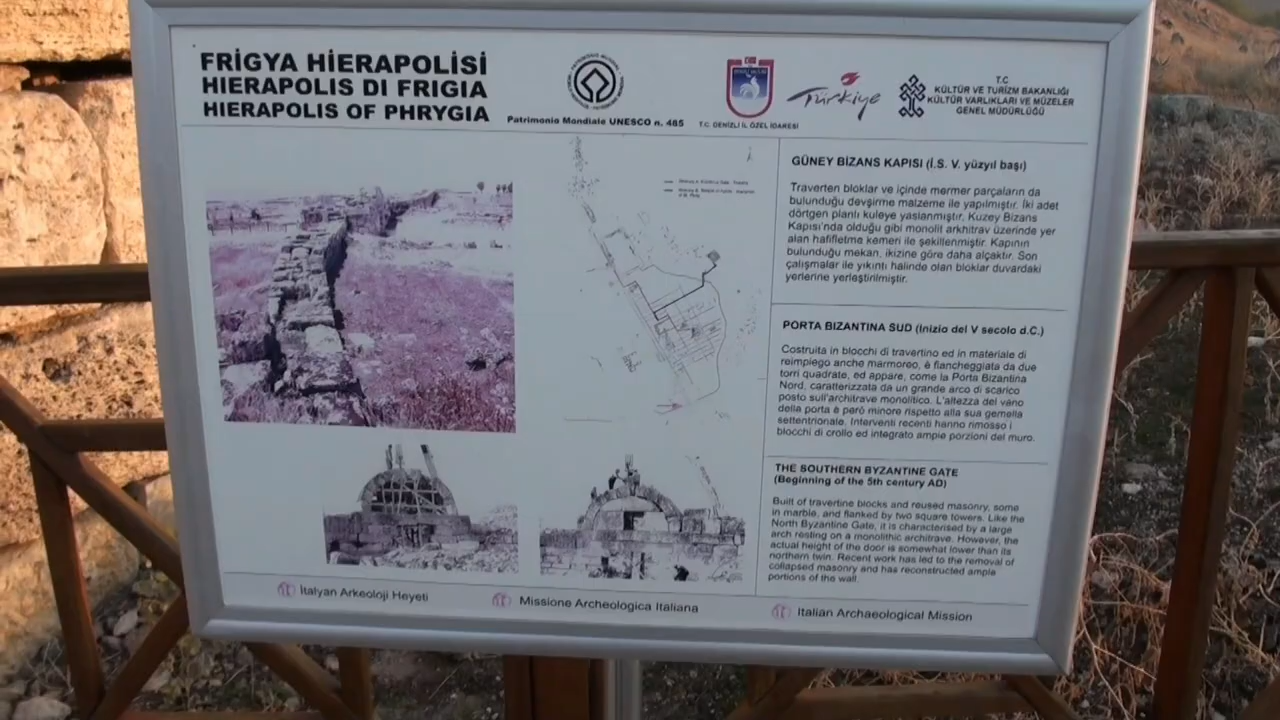 FRİGYA HİERAPOLİSİ
HIERAPOLIS DI FRIGIA
HIERAPOLIS OF PHRYGIA
Patrimonio Mondiale UNESCO n. 485
T.C. DENİZLİ İL ÖZEL İDARESİ
Türkiye
T.C.
KÜLTÜR VE TURİZM BAKANLIĞI
KÜLTÜR VARLIKLARI VE MÜZELER
GENEL MÜDÜRLÜĞÜ
GÜNEY BİZANS KAPISI (İ.S. V. yüzyıl başı)
Traverten bloklar ve içinde mermer parçaların da
bulunduğu devşirme malzeme ile yapılmıştır. İki adet
dörtgen planlı kuleye yaslanmıştır. Kuzey Bizans
Kapısı'nda olduğu gibi monolit arkhitrav üzerinde yer
alan hafifletme kemeri ile şekillenmiştir. Kapının
bulunduğu mekan, ikizine göre daha alçaktır. Son
çalışmalar ile yıkıntı halinde olan bloklar duvardaki
yerlerine yerleştirilmiştir.
PORTA BIZANTINA SUD (Inizio del V secolo d.C.)
Costruita in blocchi di travertino ed in materiale di
reimpiego anche marmoreo, è fiancheggiata da due
torri quadrate, ed appare, come la Porta Bizantina
Nord, caratterizzata da un grande arco di scarico
posto sull'architrave monolitico. L'altezza del vano
della porta è però minore rispetto alla sua gemella
settentrionale. Interventi recenti hanno rimosso i
blocchi di crollo ed integrato ampie porzioni del muro.
THE SOUTHERN BYZANTINE GATE
(Beginning of the 5th century AD)
Built of travertine blocks and reused masonry, some
in marble, and flanked by two square towers. Like the
North Byzantine Gate, it is characterised by a large
arch resting on a monolithic architrave. However, the
actual height of the door is somewhat lower than its
northern twin. Recent work has led to the removal of
collapsed masonry and has reconstructed ample
portions of the wall.
İtalyan Arkeoloji Heyeti
Missione Archeologica Italiana
Italian Archaeological Mission